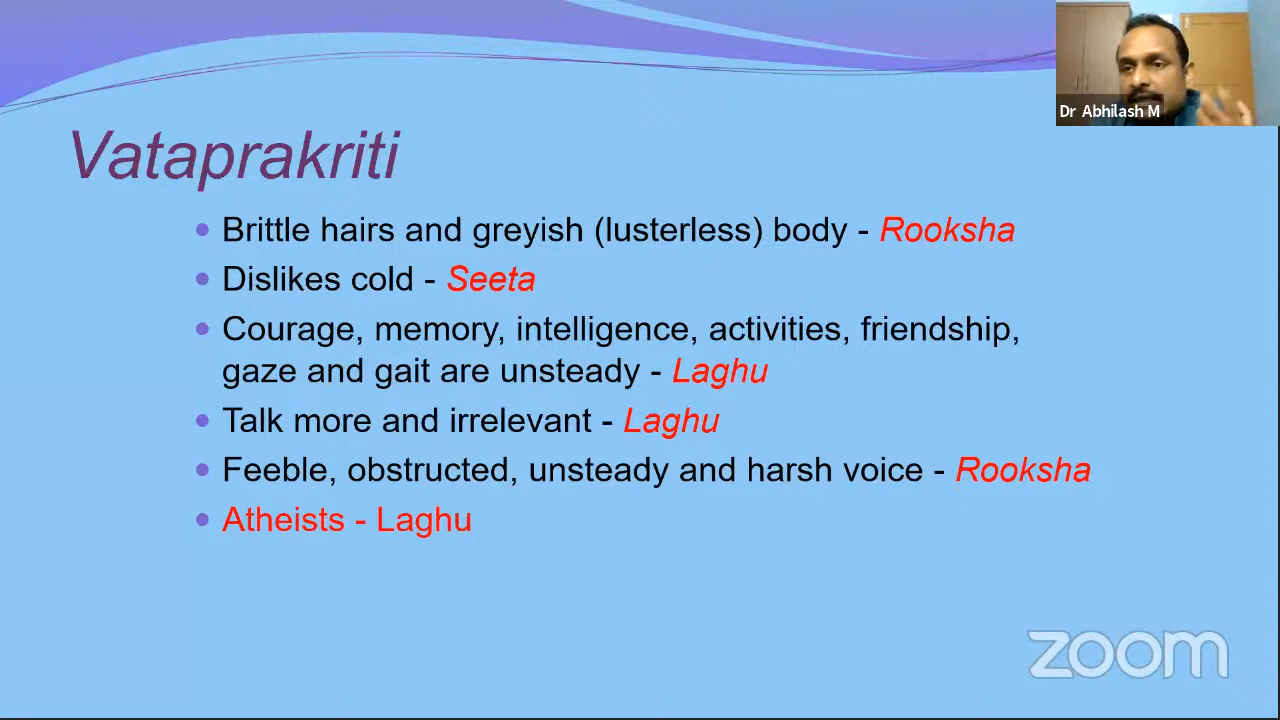 Dr Abhilash M
Vataprakriti
• Brittle hairs and greyish (lusterless) body - Rooksha
• Dislikes cold - Seeta
• Courage, memory, intelligence, activities, friendship,
gaze and gait are unsteady - Laghu
• Talk more and irrelevant - Laghu
• Feeble, obstructed, unsteady and harsh voice - Rooksha
• Atheists - Laghu
zoom